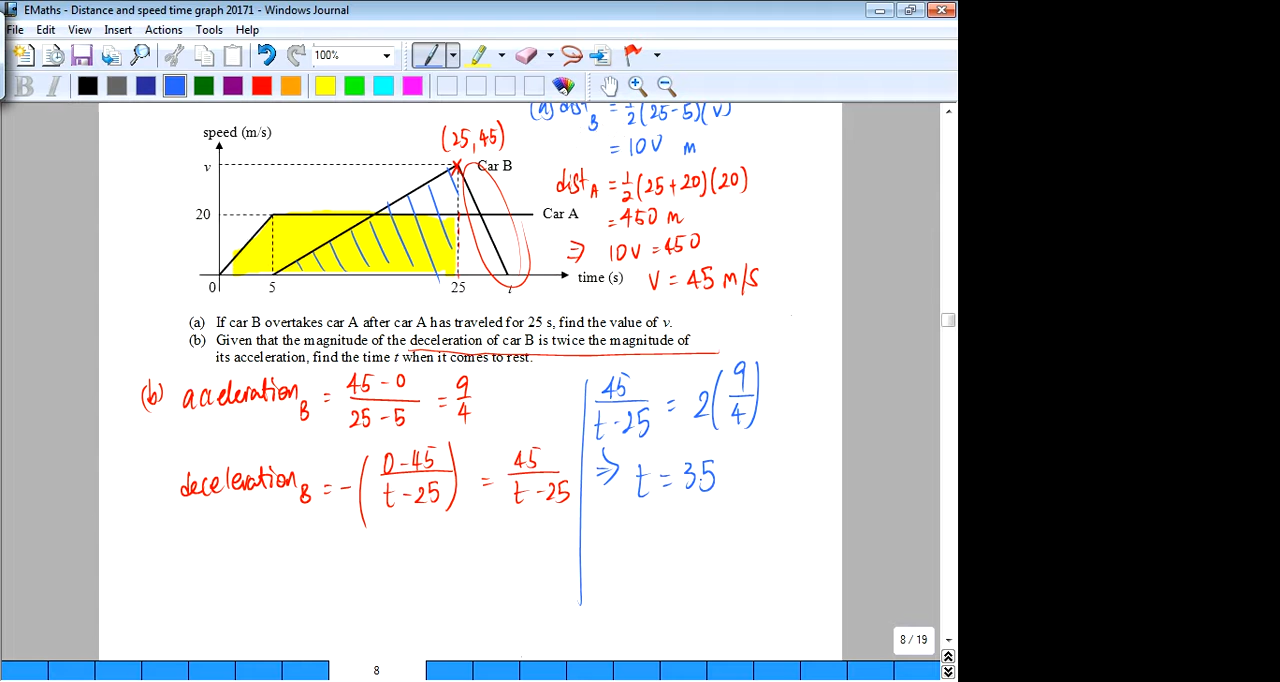 EMaths - Distance and speed time graph 20171 - Windows Journal
File Edit View Insert Actions Tools Help
100%
B I
(a) dist B = 1/2 (25-5)(v)
= 10v m
speed (m/s)
(25,45)
v
Car B
dist A = 1/2 (25+20)(20)
= 450 m
20
Car A
⇒ 10v = 450
v = 45 m/s
time (s)
0 5 25 t
(a) If car B overtakes car A after car A has traveled for 25 s, find the value of v.
(b) Given that the magnitude of the deceleration of car B is twice the magnitude of
its acceleration, find the time t when it comes to rest.
(b) acceleration B = (45-0)/(25-5) = 9/4
deceleration B = -((0-45)/(t-25)) = 45/(t-25)
45/(t-25) = 2(9/4)
⇒ t = 35
8 / 19
8